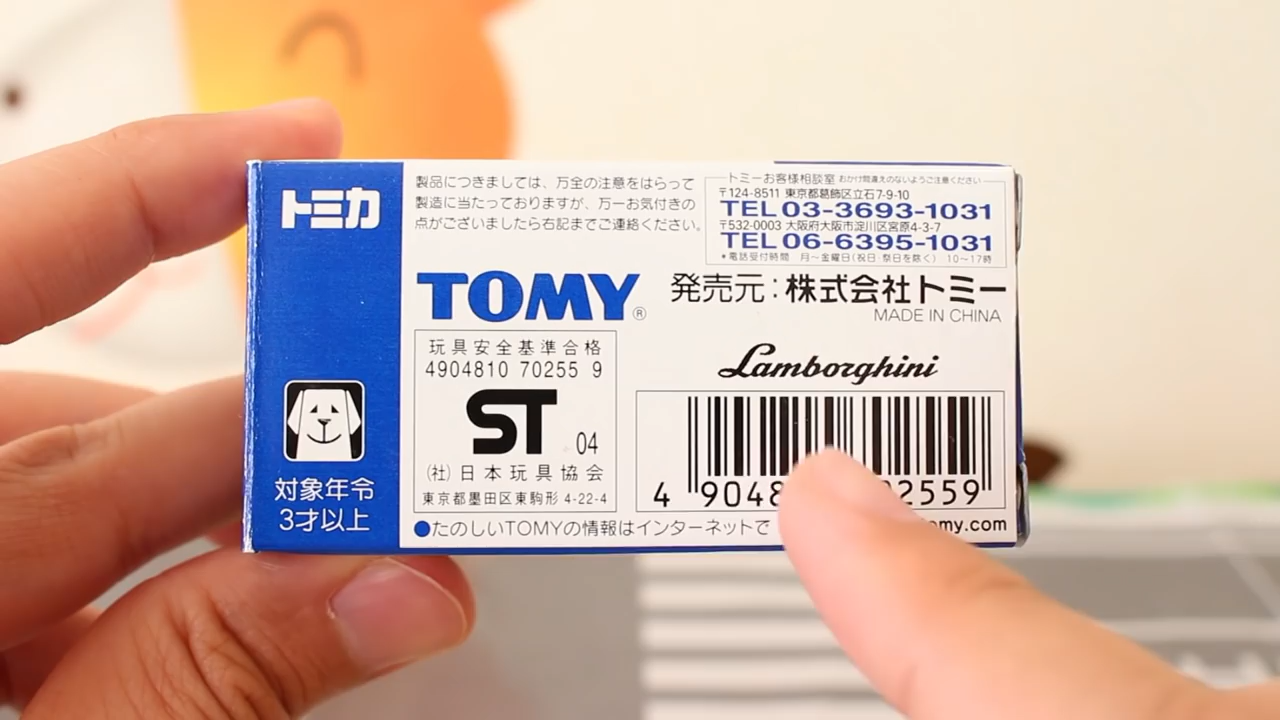 トミカ
対象年令
3才以上
製品につきましては、万全の注意をはらって
製造に当たっておりますが、万一お気付きの
点がございましたら右記までご連絡ください。
トミーお客様相談室 おかけ間違えのないようご注意ください
〒124-8511 東京都葛飾区立石7-9-10
TEL 03-3693-1031
〒532-0003 大阪府大阪市淀川区宮原4-3-7
TEL 06-6395-1031
*電話受付時間 月〜金曜日(祝日・祭日を除く) 10〜17時
TOMY®
発売元:株式会社トミー
MADE IN CHINA
玩具安全基準合格
4904810 70255 9
ST 04
(社)日本玩具協会
東京都墨田区東駒形 4-22-4
Lamborghini
4 9048 02559
●たのしいTOMYの情報はインターネットで tomy.com